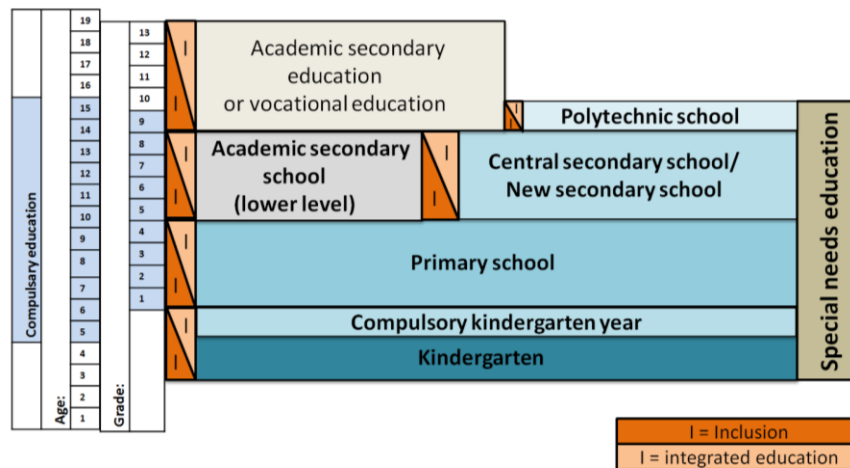 Compulsary education
Age:
19
18
17
16
15
14
13
12
11
10
9
8
7
6
5
4
3
2
1
Grade:
13
12
11
10
9
8
7
6
5
4
3
2
1
I
I
Academic secondary
education
or vocational education
I
I
Polytechnic school
I
I
Academic secondary
school
(lower level)
I
I
Central secondary school/
New secondary school
I
I
Primary school
I
I
Compulsory kindergarten year
Kindergarten
Special needs education
I = Inclusion
I = integrated education